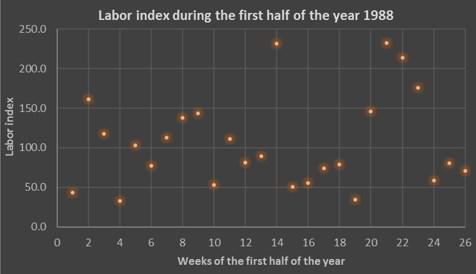 Labor index during the first half of the year 1988
250.0
200.0
150.0
100.0
50.0
0.0
Labor index
0 2 4 6 8 10 12 14 16 18 20 22 24 26
Weeks of the first half of the year